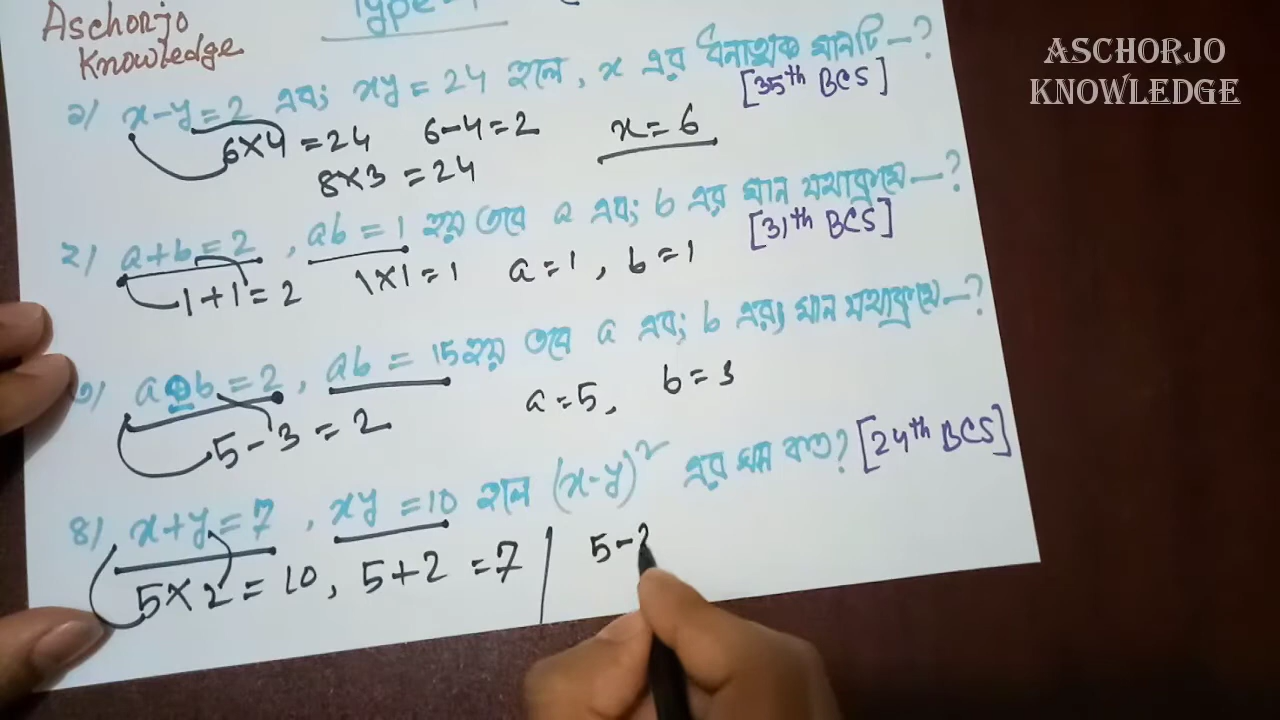 Aschorjo
Knowledge
Type-
ASCHORJO
KNOWLEDGE
১) x-y=2 এবং xy=24 হলে, x এর ধনাত্মক মানটি—?
[35th BCS]
6×4=24 6-4=2 x=6
8×3=24
২) a+b=2, ab=1 হয় তবে a এবং b এর মান যথাক্রমে—?
[31th BCS]
1+1=2 1×1=1 a=1, b=1
৩) a-b=2, ab=15 হয় তবে a এবং b এর মান যথাক্রমে—?
5-3=2 a=5, b=3
৪) x+y=7, xy=10 হলে (x-y)² এর মান কত? [24th BCS]
5×2=10, 5+2=7 5-2